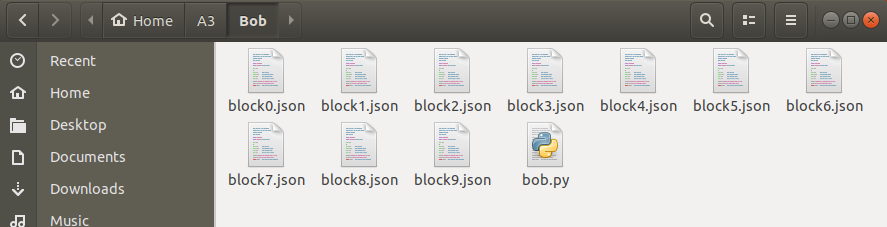 Home A3 Bob
Recent
Home
Desktop
Documents
Downloads
Music
block0.json block1.json block2.json block3.json block4.json block5.json block6.json
block7.json block8.json block9.json bob.py